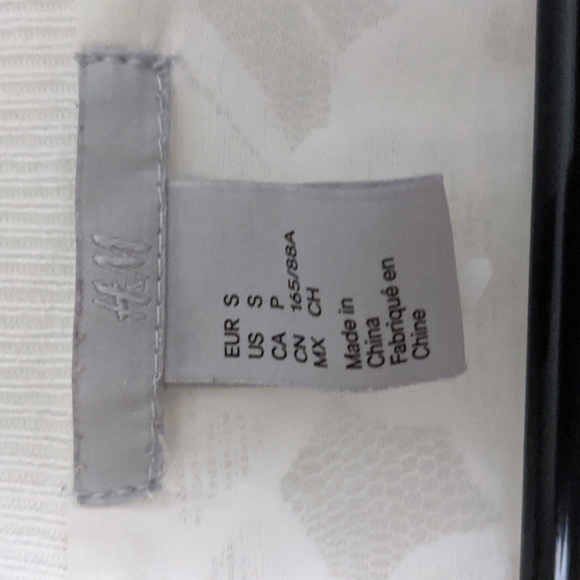 H&M
EUR S
US S
CA P
CN 165/88A
MX CH
Made in
China
Fabriqué en
Chine